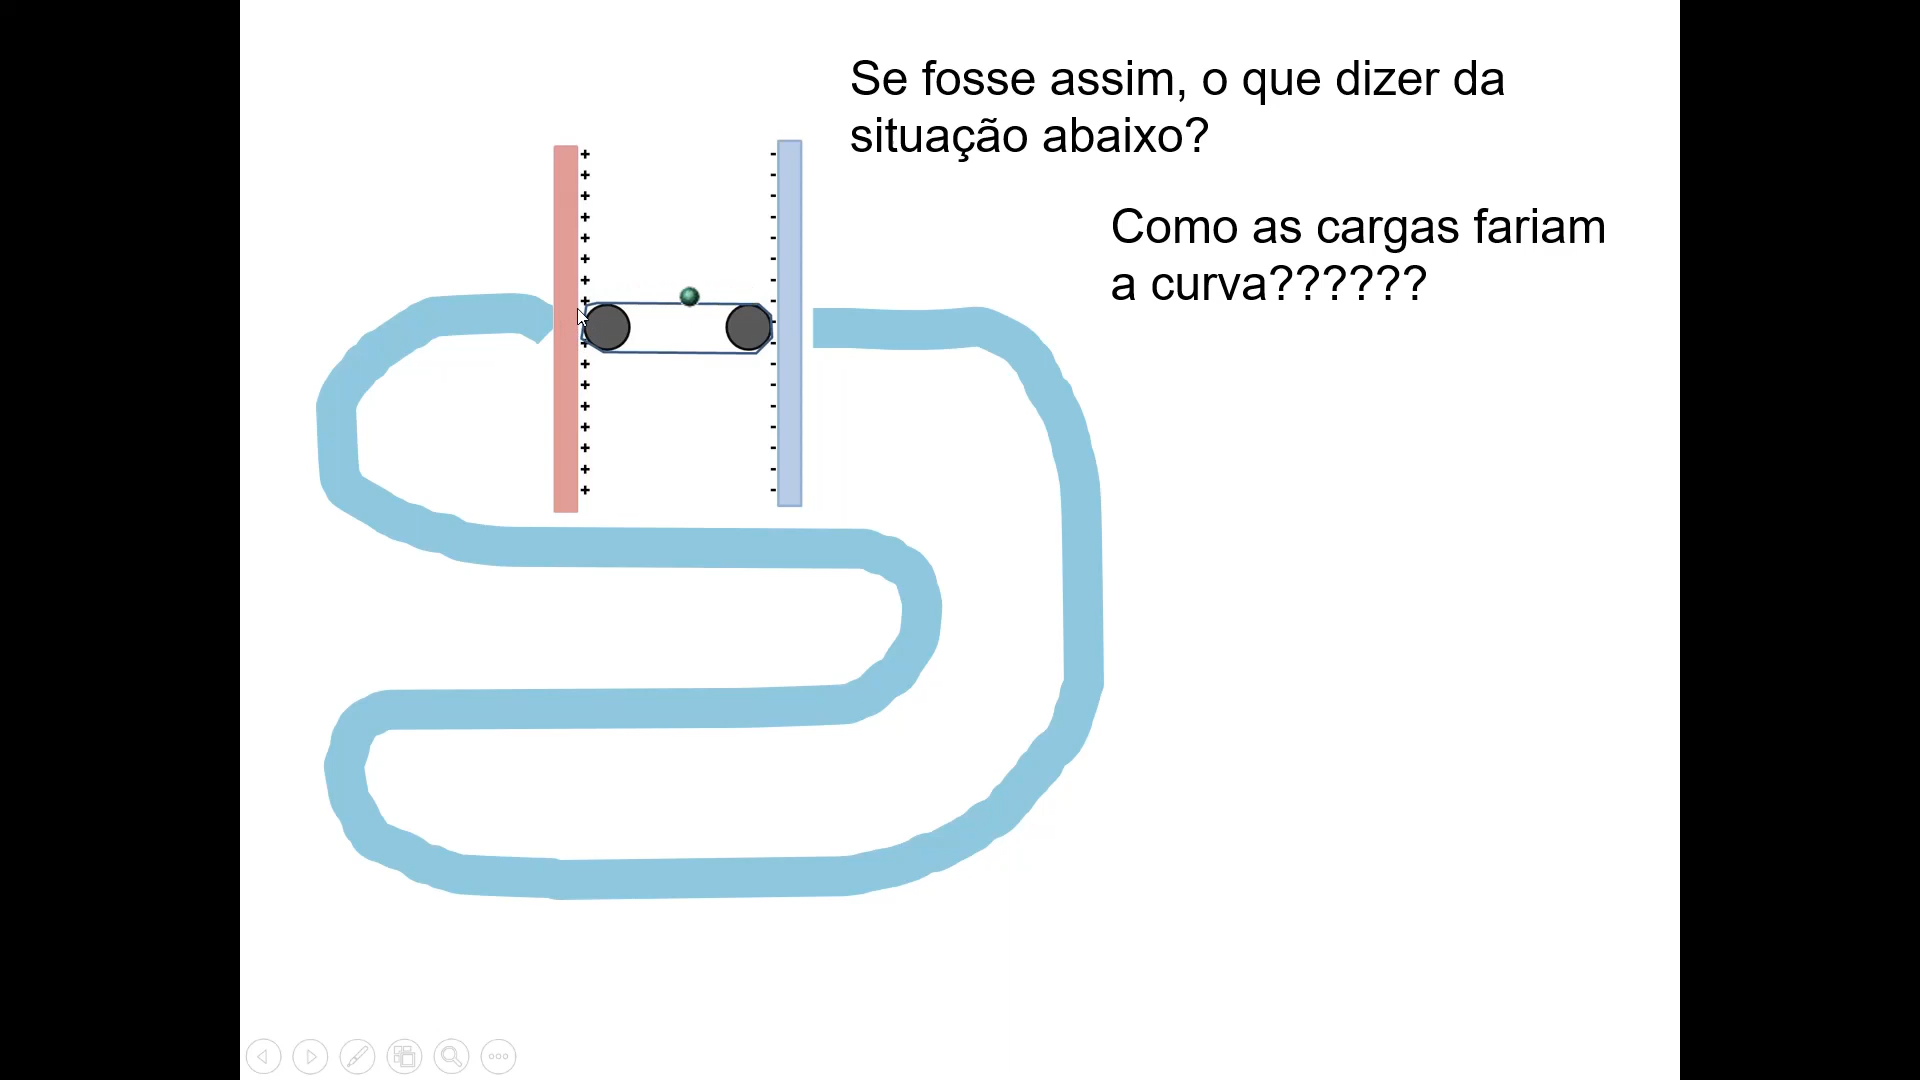 Se fosse assim, o que dizer da
situação abaixo?
Como as cargas fariam
a curva??????